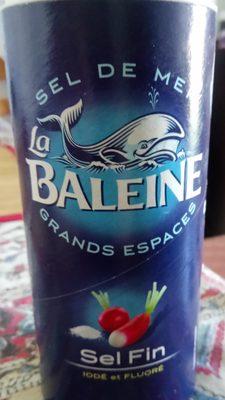 SEL DE MER
La
BALEINE
GRANDS ESPACES
Sel Fin
IODÉ et FLUORÉ